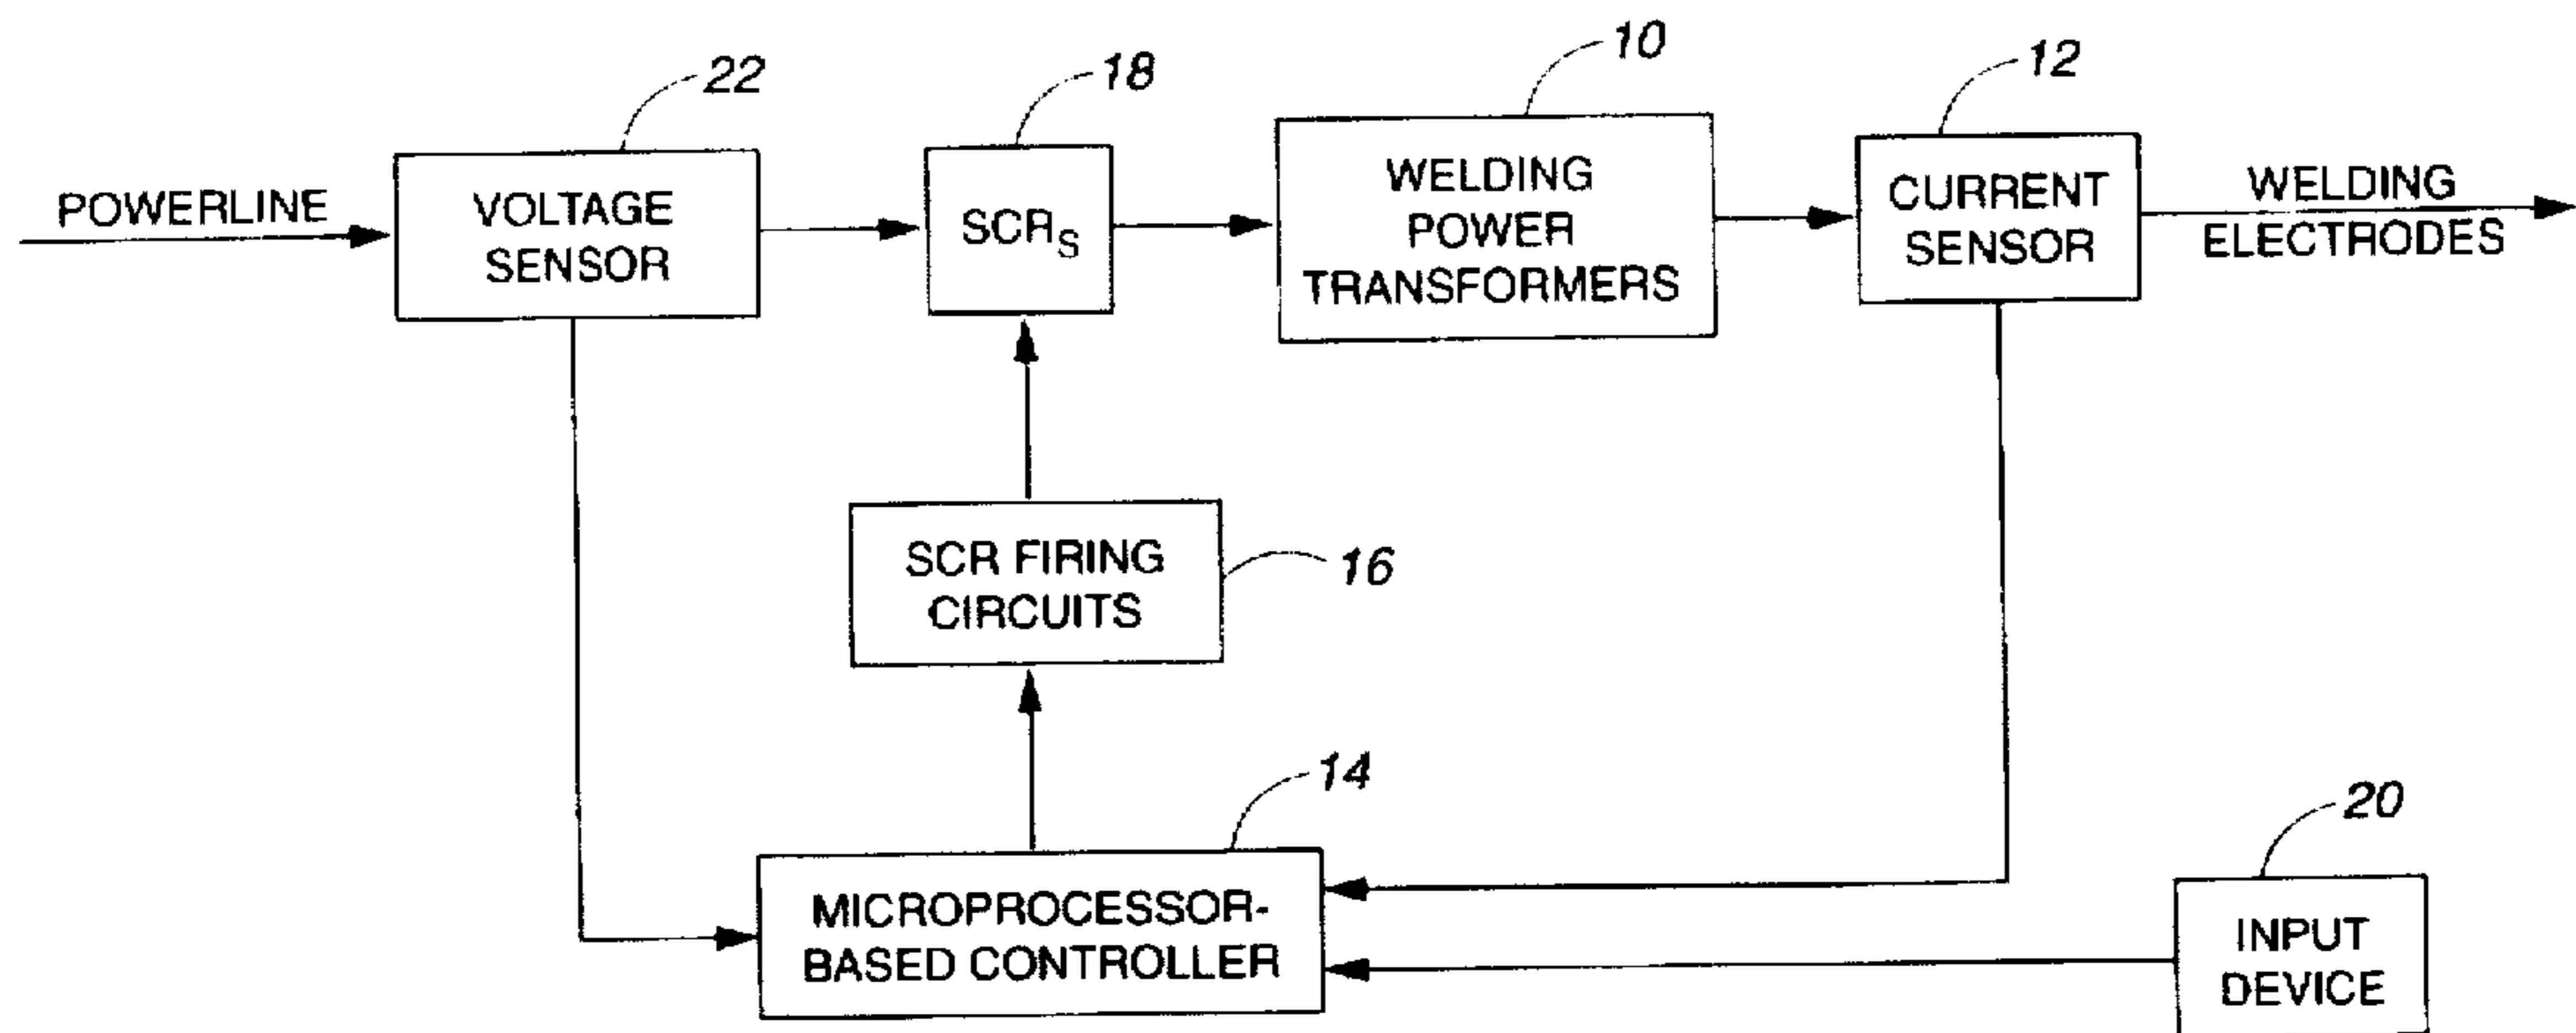 22
18
10
12
POWERLINE
VOLTAGE
SENSOR
SCRS
WELDING
POWER
TRANSFORMERS
CURRENT
SENSOR
WELDING
ELECTRODES
SCR FIRING
CIRCUITS
16
14
20
MICROPROCESSOR-
BASED CONTROLLER
INPUT
DEVICE